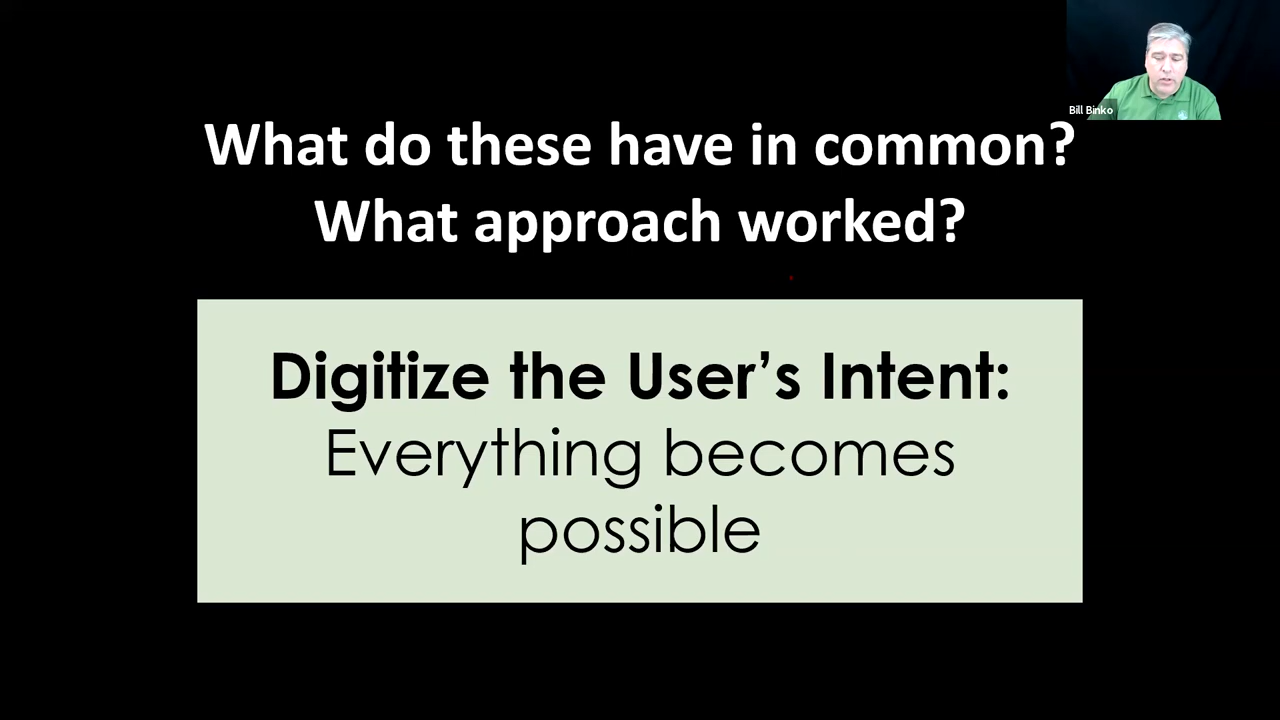 Bill Binko
What do these have in common?
What approach worked?
Digitize the User’s Intent:
Everything becomes
possible